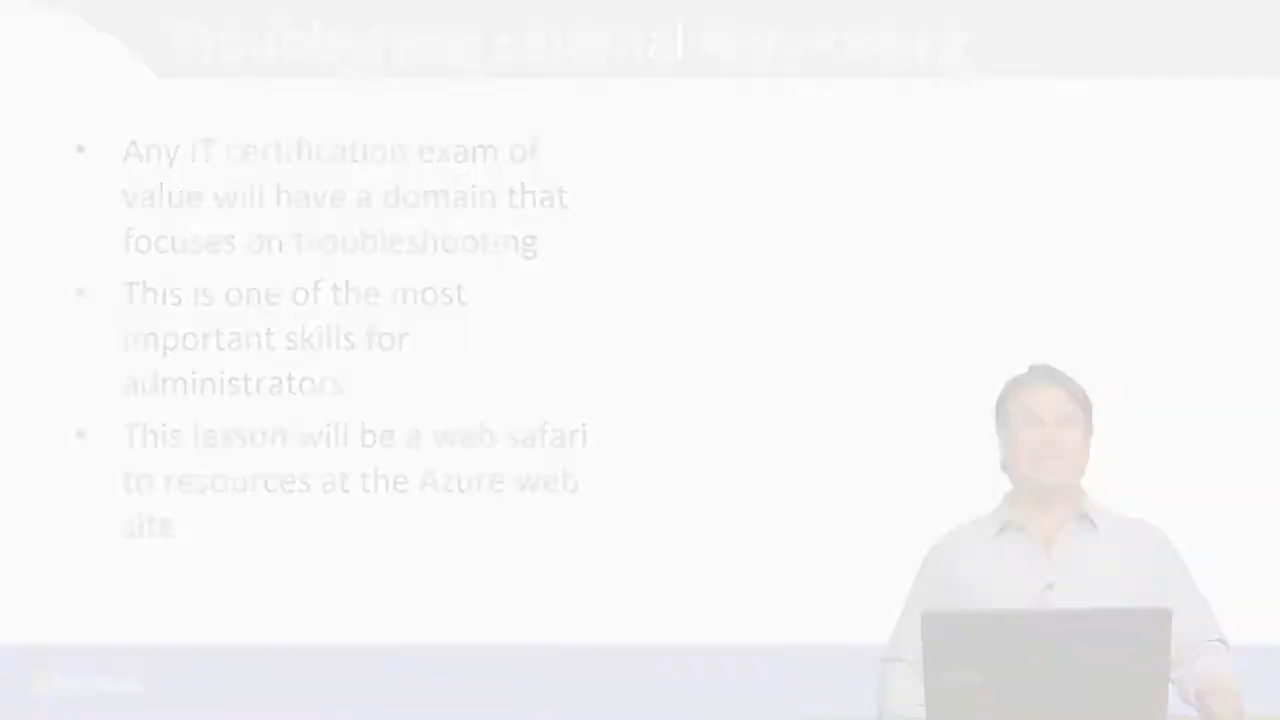 Any IT certification exam of
value will have a domain that
focuses on troubleshooting
This is one of the most
important skills for
administrators
This lesson will be a web safari
to resources at the Azure web
site